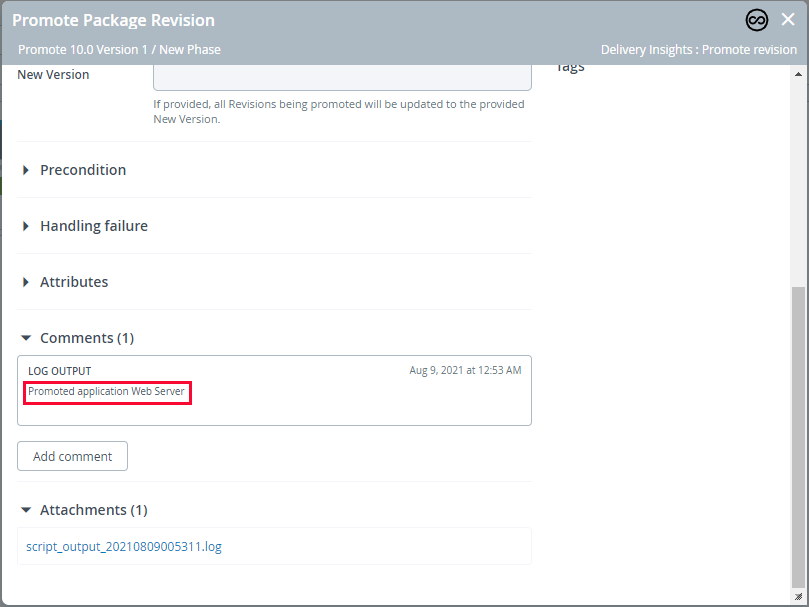 Promote Package Revision
Promote 10.0 Version 1 / New Phase
Delivery Insights : Promote revision
New Version
Tags
If provided, all Revisions being promoted will be updated to the provided
New Version.
Precondition
Handling failure
Attributes
Comments (1)
LOG OUTPUT
Aug 9, 2021 at 12:53 AM
Promoted application Web Server
Add comment
Attachments (1)
script_output_20210809005311.log